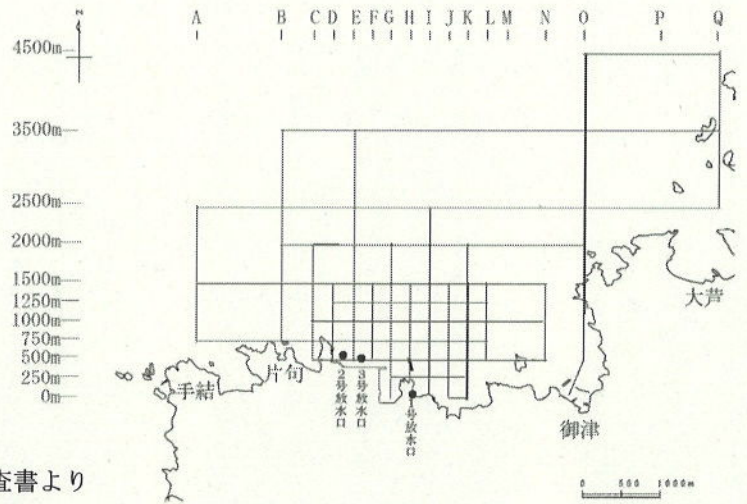 A B C D E F G H I J K L M N O P Q
N
4500m
3500m
2500m
2000m
1500m
1250m
1000m
750m
500m
250m
0m
大芦
手結
片句
2号放水口
3号放水口
1号放水口
御津
査書より
0 500 1000m